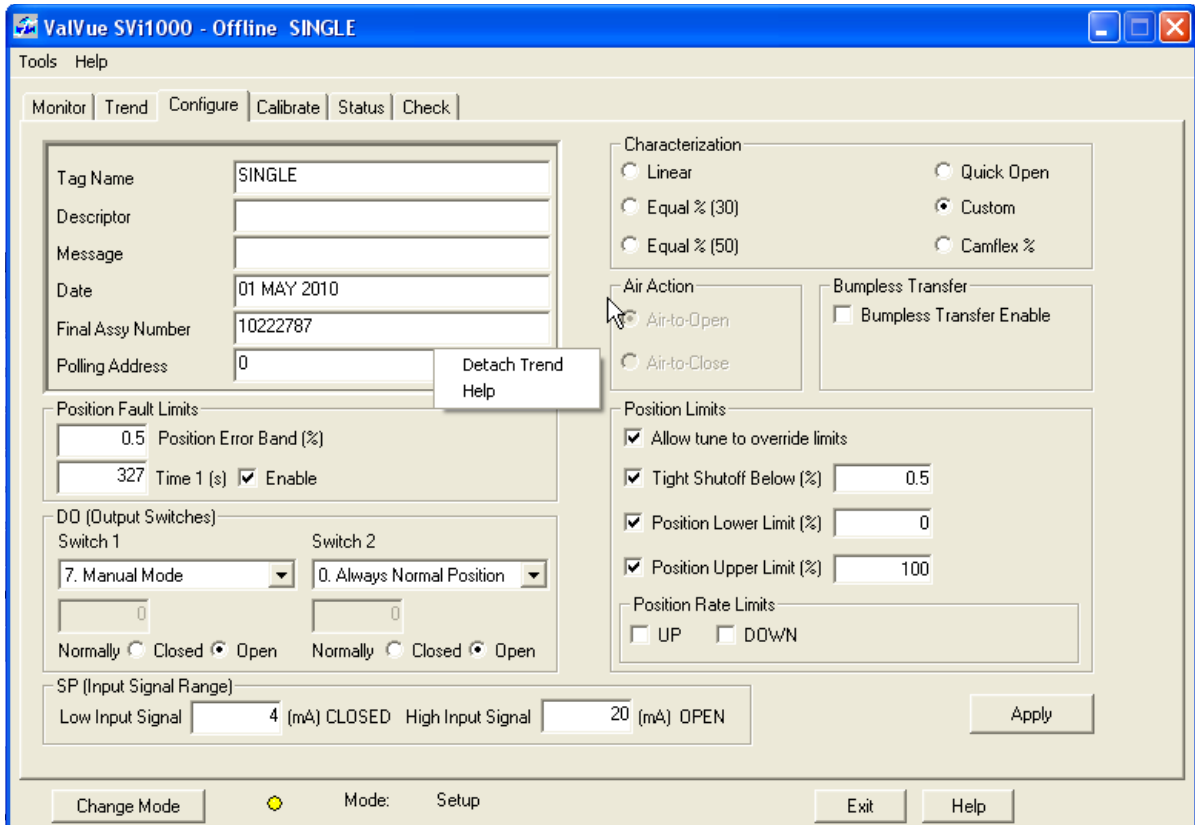 ValVue SVi1000 - Offline SINGLE
Tools Help
Monitor Trend Configure Calibrate Status Check
Tag Name SINGLE
Descriptor
Message
Date 01 MAY 2010
Final Assy Number 10222787
Polling Address 0
Detach Trend
Help
Characterization
Linear Quick Open
Equal % (30) Custom
Equal % (50) Camflex %
Air Action
Air-to-Open
Air-to-Close
Bumpless Transfer
Bumpless Transfer Enable
Position Fault Limits
0.5 Position Error Band (%)
327 Time 1 (s) Enable
DO (Output Switches)
Switch 1 Switch 2
7. Manual Mode 0. Always Normal Position
0 0
Normally Closed Open Normally Closed Open
Position Limits
Allow tune to override limits
Tight Shutoff Below (%) 0.5
Position Lower Limit (%) 0
Position Upper Limit (%) 100
Position Rate Limits
UP DOWN
SP (Input Signal Range)
Low Input Signal 4 (mA) CLOSED High Input Signal 20 (mA) OPEN
Apply
Change Mode Mode: Setup Exit Help